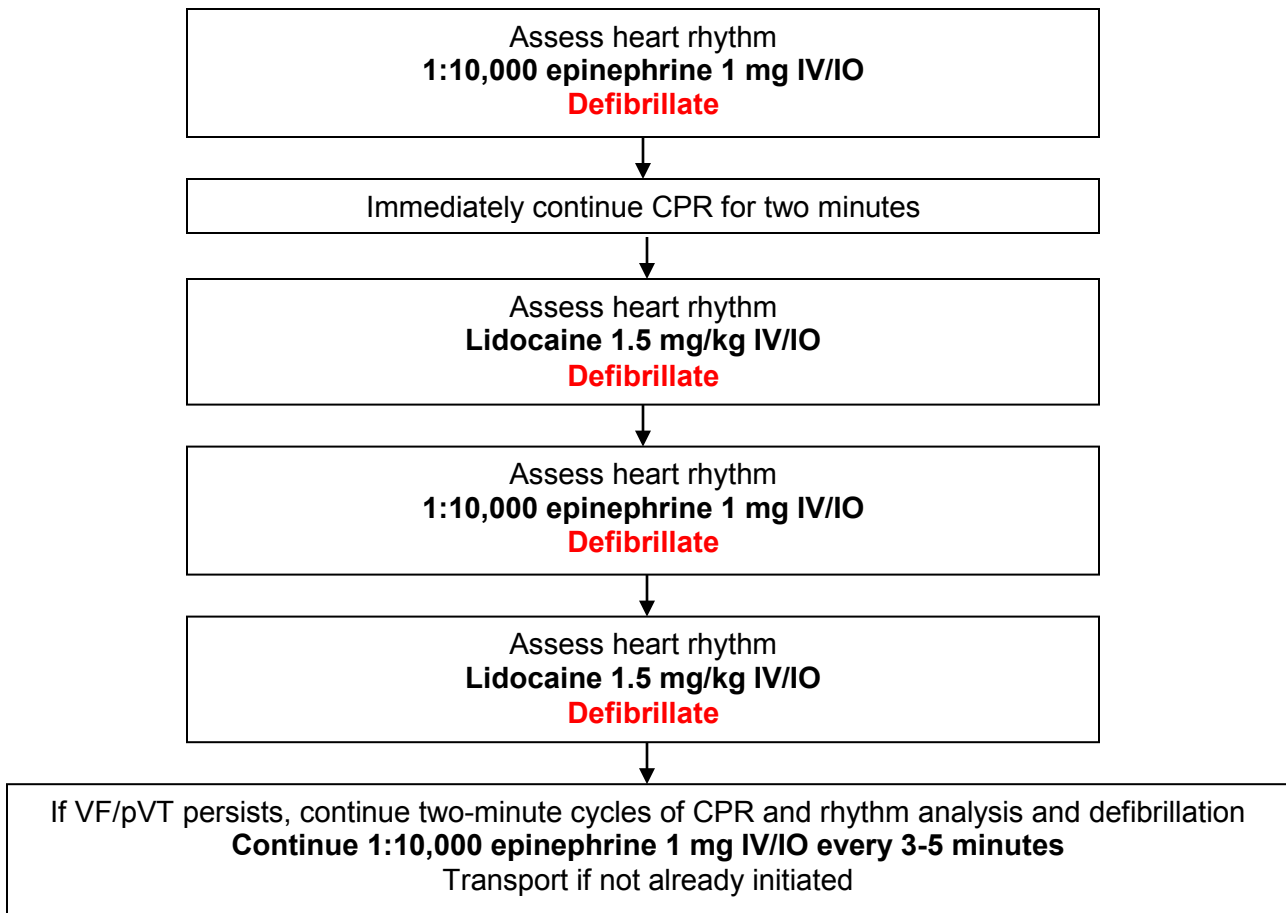 Assess heart rhythm
1:10,000 epinephrine 1 mg IV/IO
Defibrillate
Immediately continue CPR for two minutes
Assess heart rhythm
Lidocaine 1.5 mg/kg IV/IO
Defibrillate
Assess heart rhythm
1:10,000 epinephrine 1 mg IV/IO
Defibrillate
Assess heart rhythm
Lidocaine 1.5 mg/kg IV/IO
Defibrillate
If VF/pVT persists, continue two-minute cycles of CPR and rhythm analysis and defibrillation
Continue 1:10,000 epinephrine 1 mg IV/IO every 3-5 minutes
Transport if not already initiated